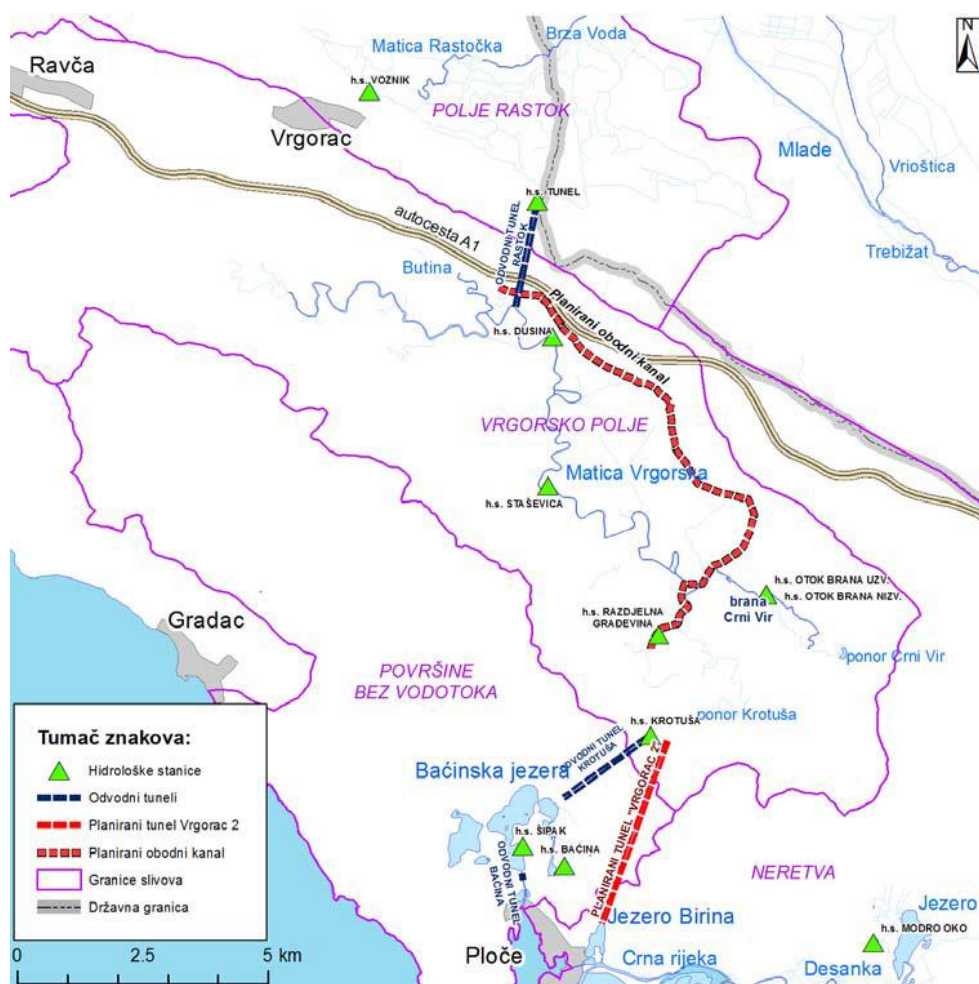 N
Brza Voda
Matica Rastočka
Ravča
h.s. VOZNIK
POLJE RASTOK
Vrgorac
Mlade
Vrioštica
h.s. TUNEL
ODVODNI TUNEL
RASTOK
autocesta A1
Trebižat
Butina
Planirani obodni kanal
h.s. DUSINA
VRGORSKO POLJE
Matica Vrgorska
h.s. STAŠEVICA
h.s. OTOK BRANA UZV.
h.s. OTOK BRANA NIZV.
brana
Crni Vir
h.s. RAZDJELNA
GRAĐEVINA
Gradac
ponor Crni Vir
POVRŠINE
BEZ VODOTOKA
ponor Krotuša
h.s. KROTUŠA
ODVODNI TUNEL
KROTUŠA
PLANIRANI TUNEL "VRGORAC 2"
Baćinska jezera
h.s. ŠIPAK
h.s. BAĆINA
ODVODNI TUNEL
BAĆINA
NERETVA
Jezero Birina
Jezero
h.s. MODRO OKO
Ploče
Crna rijeka
Desanka
Tumač znakova:
Hidrološke stanice
Odvodni tuneli
Planirani tunel Vrgorac 2
Planirani obodni kanal
Granice slivova
Državna granica
0 2.5 5 km